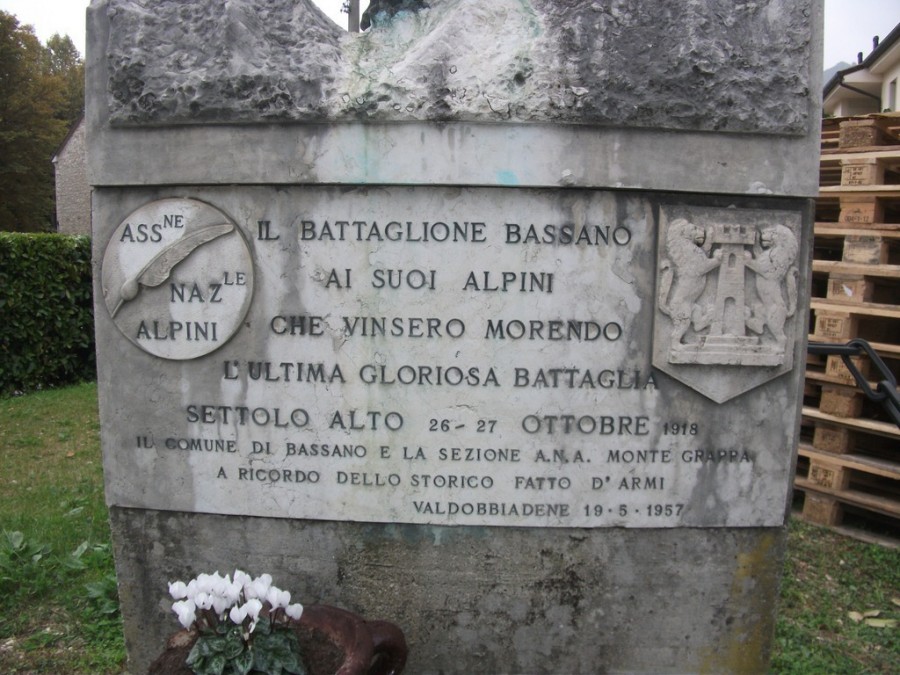 ASSNE
NAZLE
ALPINI
IL BATTAGLIONE BASSANO
AI SUOI ALPINI
CHE VINSERO MORENDO
L'ULTIMA GLORIOSA BATTAGLIA
SETTOLO ALTO 26-27 OTTOBRE 1918
IL COMUNE DI BASSANO E LA SEZIONE A.N.A. MONTE GRAPPA
A RICORDO DELLO STORICO FATTO D'ARMI
VALDOBBIADENE 19·5·1957